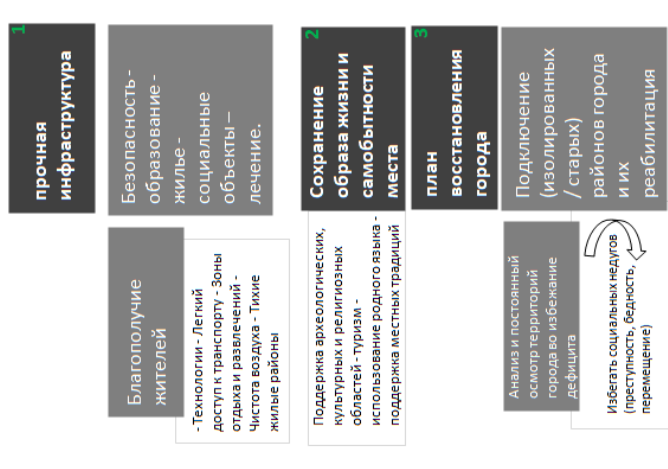 1
прочная
инфраструктура
Безопасность -
образование -
жилье -
социальные
объекты —
лечение.
Благополучие
жителей
- Технологии - Легкий
доступ к транспорту - Зоны
отдыха и развлечений -
Чистота воздуха - Тихие
жилые районы
2
Сохранение
образа жизни и
самобытности
места
Поддержка археологических,
культурных и религиозных
областей - туризм -
использование родного языка -
поддержка местных традиций
3
план
восстановления
города
Подключение
(изолированных
/ старых)
районов города
и их
реабилитация
Анализ и постоянный
осмотр территорий
города во избежание
дефицита
Избегать социальных недугов
(преступность, бедность,
перемещение)